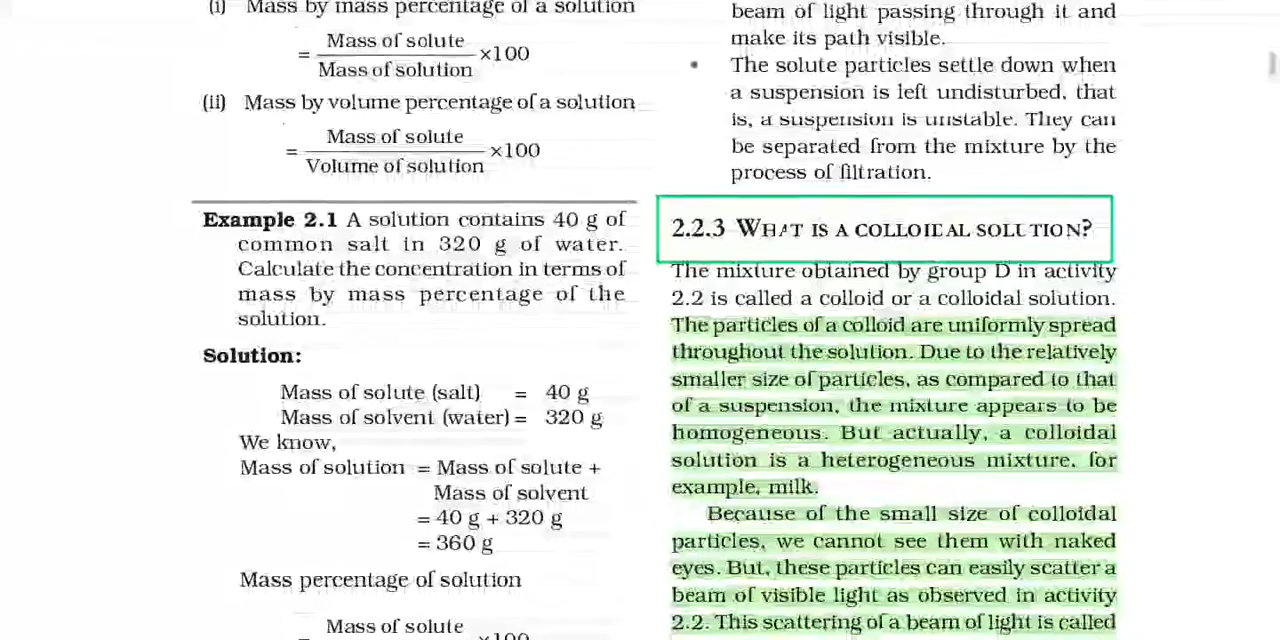 (i) Mass by mass percentage of a solution
= Mass of solute
Mass of solution ×100
(ii) Mass by volume percentage of a solution
= Mass of solute
Volume of solution ×100
Example 2.1 A solution contains 40 g of
common salt in 320 g of water.
Calculate the concentration in terms of
mass by mass percentage of the
solution.
Solution:
Mass of solute (salt) = 40 g
Mass of solvent (water) = 320 g
We know,
Mass of solution = Mass of solute +
Mass of solvent
= 40 g + 320 g
= 360 g
Mass percentage of solution
Mass of solute
= ×100
beam of light passing through it and
make its path visible.
• The solute particles settle down when
a suspension is left undisturbed, that
is, a suspension is unstable. They can
be separated from the mixture by the
process of filtration.
2.2.3 WHAT IS A COLLOIDAL SOLUTION?
The mixture obtained by group D in activity
2.2 is called a colloid or a colloidal solution.
The particles of a colloid are uniformly spread
throughout the solution. Due to the relatively
smaller size of particles, as compared to that
of a suspension, the mixture appears to be
homogeneous. But actually, a colloidal
solution is a heterogeneous mixture, for
example, milk.
Because of the small size of colloidal
particles, we cannot see them with naked
eyes. But, these particles can easily scatter a
beam of visible light as observed in activity
2.2. This scattering of a beam of light is called